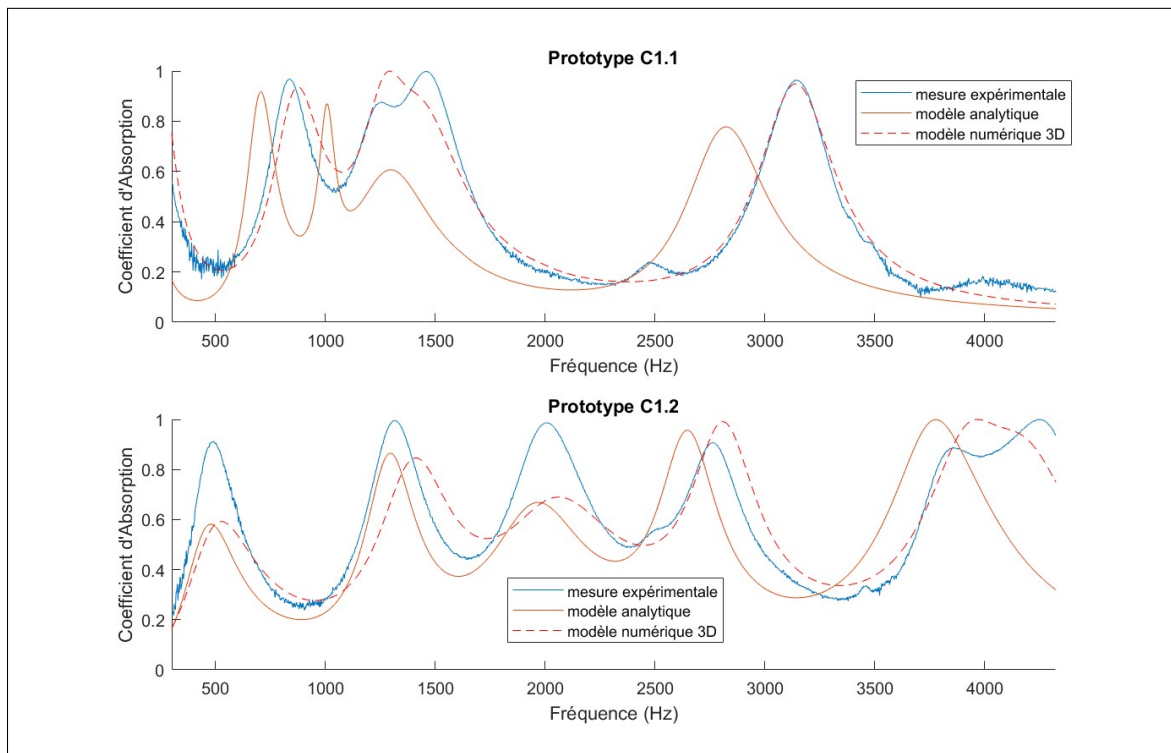 Prototype C1.1
1
0.8
0.6
0.4
0.2
0
Coefficient d'Absorption
mesure expérimentale
modèle analytique
modèle numérique 3D
500 1000 1500 2000 2500 3000 3500 4000
Fréquence (Hz)
Prototype C1.2
1
0.8
0.6
0.4
0.2
0
Coefficient d'Absorption
mesure expérimentale
modèle analytique
modèle numérique 3D
500 1000 1500 2000 2500 3000 3500 4000
Fréquence (Hz)